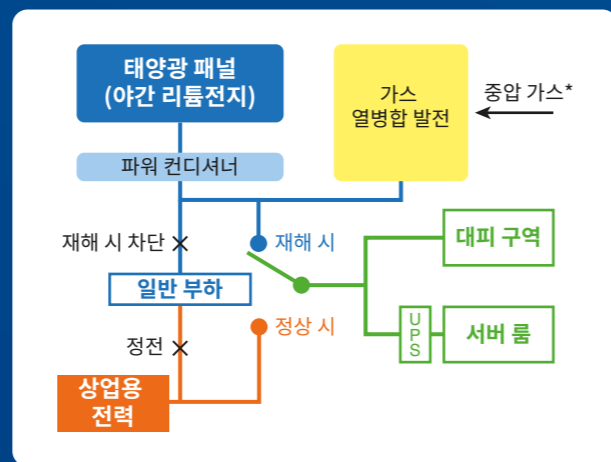 태양광 패널
(야간 리튬전지)
가스
열병합 발전
중압 가스*
파워 컨디셔너
재해 시 차단
재해 시
대피 구역
일반 부하
정상 시
UPS
서버 룸
정전
상업용
전력